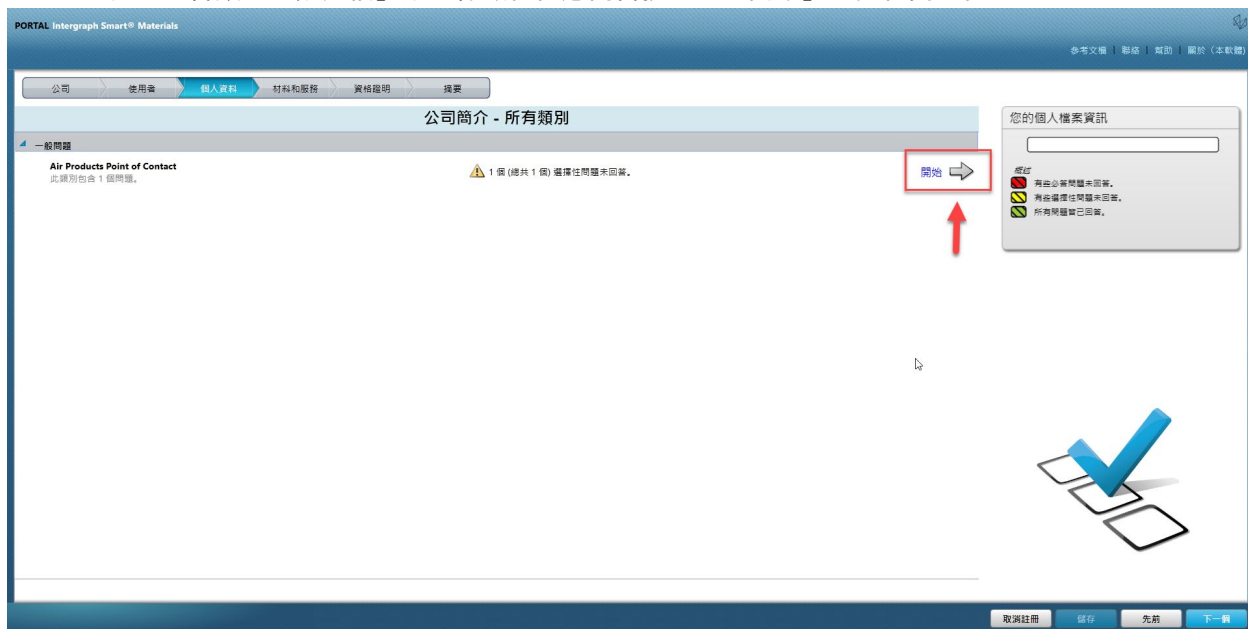 PORTAL Intergraph Smart® Materials
參考文檔 | 聯絡 | 幫助 | 關於（本軟體)
公司 使用者 個人資料 材料和服務 資格證明 摘要
公司簡介 - 所有類別
一般問題
Air Products Point of Contact
此類別包含 1 個問題。
1 個 (總共 1 個) 選擇性問題未回答。
開始
您的個人檔案資訊
概述
有些必答問題未回答。
有些選擇性問題未回答。
所有問題皆已回答。
取消註冊 儲存 先前 下一個